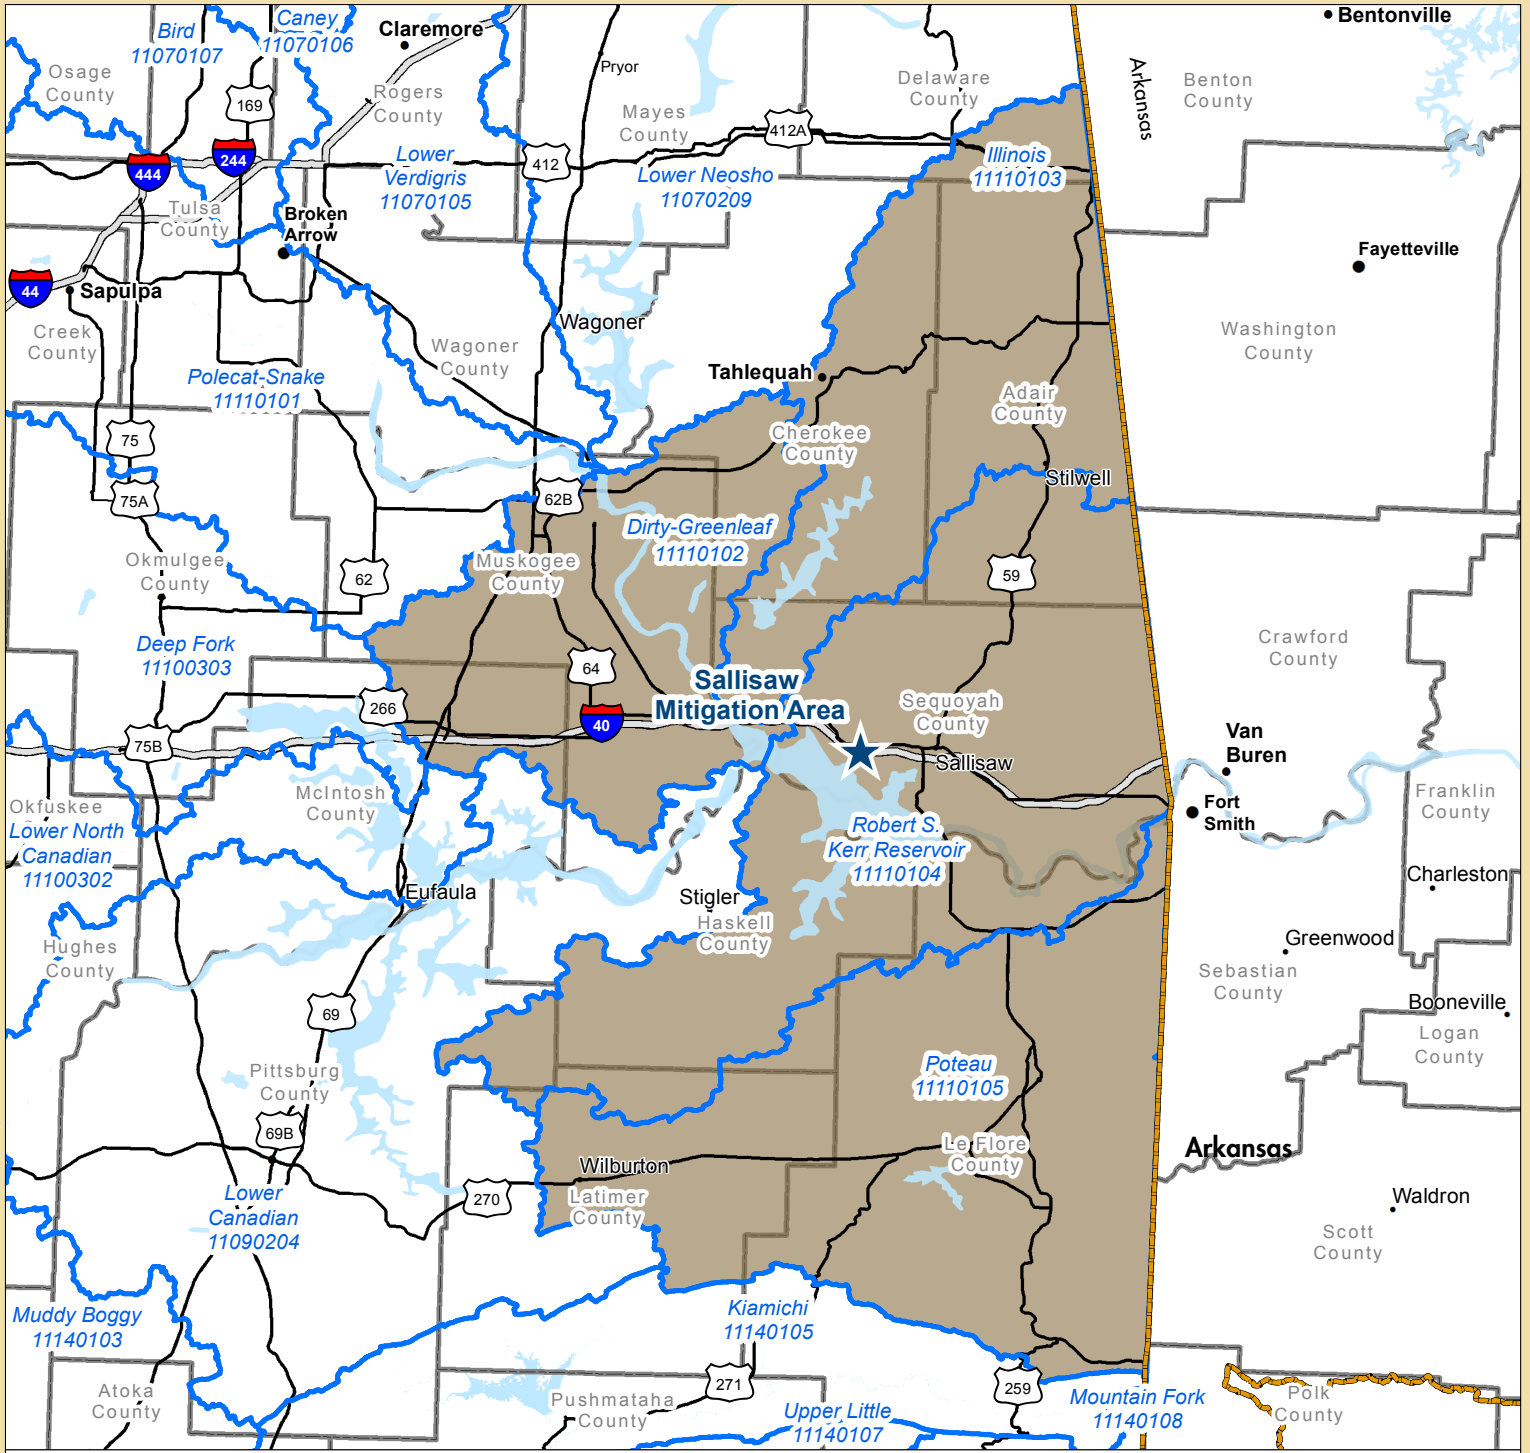 Bird
11070107
Caney
11070106
Claremore
Bentonville
Osage
County
169
Rogers
County
Pryor
Mayes
County
Delaware
County
Arkansas
Benton
County
412A
444
244
Lower
Verdigris
11070105
412
Lower Neosho
11070209
Illinois
11110103
Tulsa
County
Broken
Arrow
Fayetteville
44
Sapulpa
Creek
County
Wagoner
Wagoner
County
Washington
County
Polecat-Snake
11110101
Tahlequah
Adair
County
75
Cherokee
County
Stilwell
75A
62B
Dirty-Greenleaf
11110102
Okmulgee
County
62
Muskogee
County
59
Deep Fork
11100303
Crawford
County
64
Sallisaw
Mitigation Area
266
40
Sequoyah
County
75B
Sallisaw
Van
Buren
McIntosh
County
Okfuskee
County
Lower North
Canadian
11100302
Robert S.
Kerr Reservoir
11110104
Fort
Smith
Franklin
County
Eufaula
Stigler
Haskell
County
Charleston
Hughes
County
Greenwood
Sebastian
County
Booneville
69
Logan
County
Pittsburg
County
Poteau
11110105
69B
Le Flore
County
Arkansas
Wilburton
Lower
Canadian
11090204
270
Latimer
County
Waldron
Scott
County
Muddy Boggy
11140103
Kiamichi
11140105
Atoka
County
Pushmataha
County
271
259
Upper Little
11140107
Mountain Fork
11140108
Polk
County